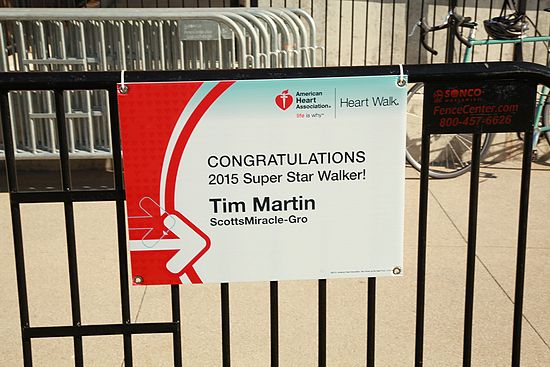 American
Heart
Association®
life is why™
Heart Walk.
CONGRATULATIONS
2015 Super Star Walker!
Tim Martin
ScottsMiracle-Gro
SONCO
FenceCenter.com
800-457-6626